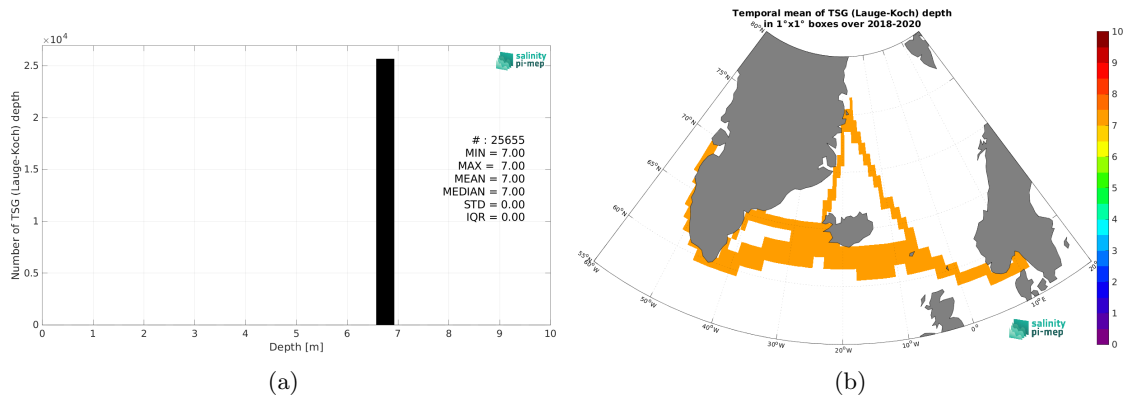 ×10⁴
2.5
2
1.5
1
0.5
0
0 1 2 3 4 5 6 7 8 9 10
Number of TSG (Lauge-Koch) depth
Depth [m]
salinity
pi-mep
# : 25655
MIN = 7.00
MAX = 7.00
MEAN = 7.00
MEDIAN = 7.00
STD = 0.00
IQR = 0.00
(a)
Temporal mean of TSG (Lauge-Koch) depth
in 1°x1° boxes over 2018-2020
80°N
75°N
70°N
65°N
60°N
55°N
60°W
50°W
40°W
30°W
20°W
10°W
0°
10°E
10
9
8
7
6
5
4
3
2
1
0
salinity
pi-mep
(b)